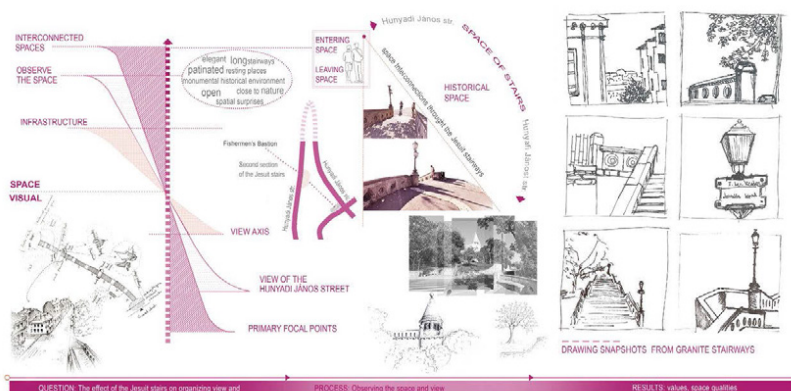 INTERCONNECTED
SPACES
OBSERVE
THE SPACE
INFRASTRUCTURE
SPACE
VISUAL
elegant long stairways
patinated resting places
monumental historical environment
open close to nature
spatial surprises
ENTERING
SPACE
LEAVING
SPACE
Hunyadi János str.
SPACE OF STAIRS
Hunyadi János str.
space interconnections throught the Jesuit stairways
HISTORICAL
SPACE
Fishermen's Bastion
Second section
of the Jesuit stairs
Hunyadi János str.
Hunyadi János
VIEW AXIS
VIEW OF THE
HUNYADI JÁNOS STREET
PRIMARY FOCAL POINTS
DRAWING SNAPSHOTS FROM GRANITE STAIRWAYS
QUESTION: The effect of the Jesuit stairs on organizing view and
PROCESS: Observing the space and view
RESULTS: values, space qualities